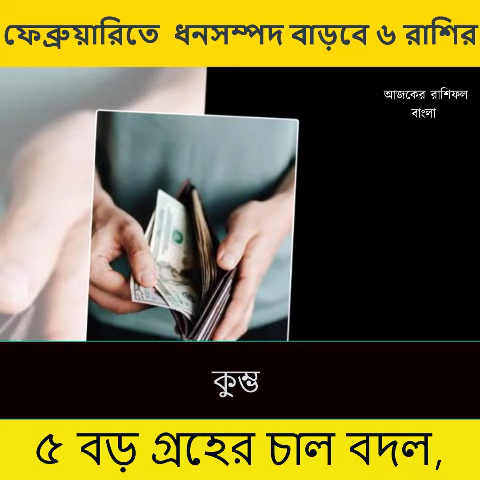 ফেব্রুয়ারিতে ধনসম্পদ বাড়বে ৬ রাশির
আজকের রাশিফল
বাংলা
কুম্ভ
৫ বড় গ্রহের চাল বদল,